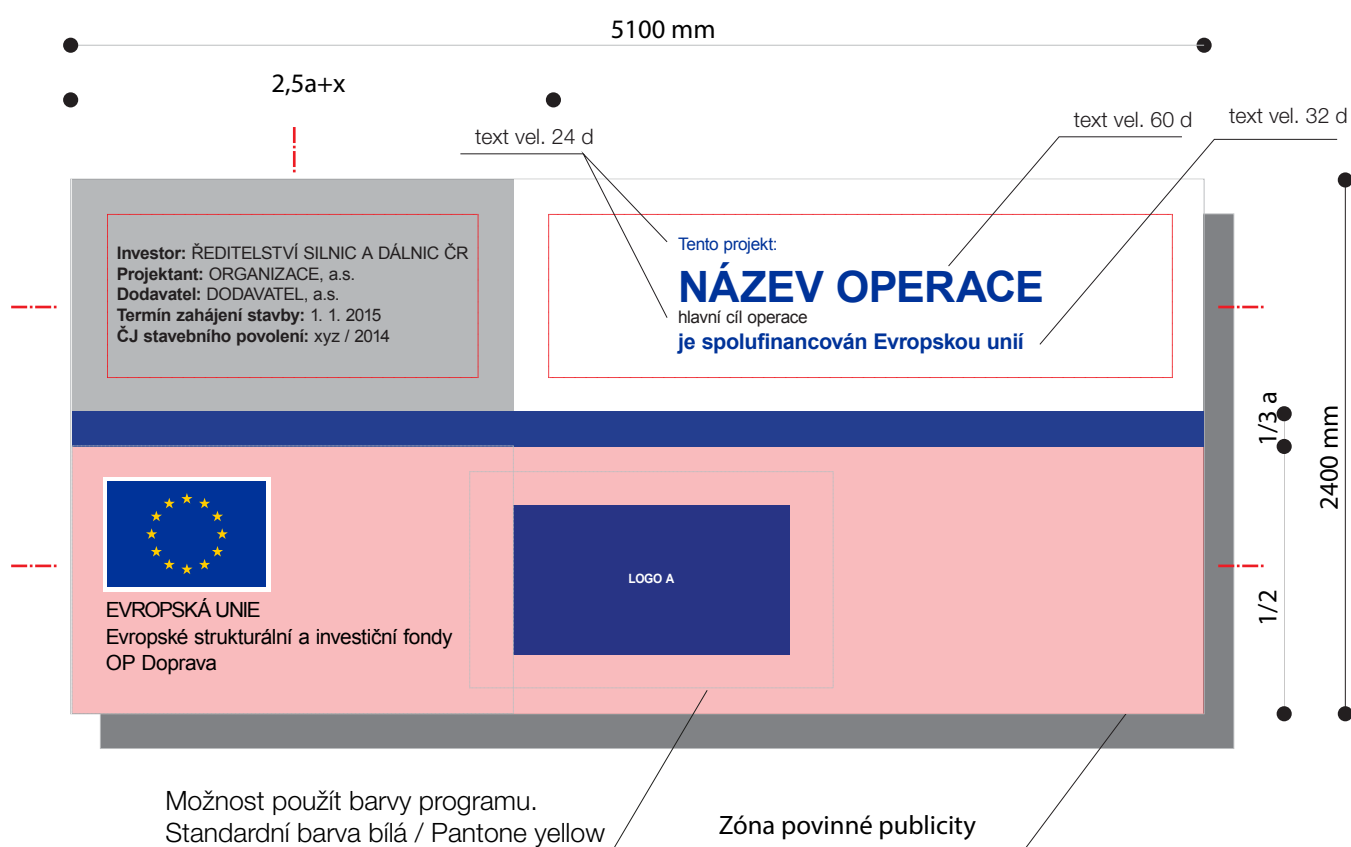 5100 mm
2,5a+x
text vel. 24 d
text vel. 60 d
text vel. 32 d
Investor: ŘEDITELSTVÍ SILNIC A DÁLNIC ČR
Projektant: ORGANIZACE, a.s.
Dodavatel: DODAVATEL, a.s.
Termín zahájení stavby: 1. 1. 2015
ČJ stavebního povolení: xyz / 2014
Tento projekt:
NÁZEV OPERACE
hlavní cíl operace
je spolufinancován Evropskou unií
1/3 a
2400 mm
1/2
LOGO A
EVROPSKÁ UNIE
Evropské strukturální a investiční fondy
OP Doprava
Možnost použít barvy programu.
Standardní barva bílá / Pantone yellow
Zóna povinné publicity